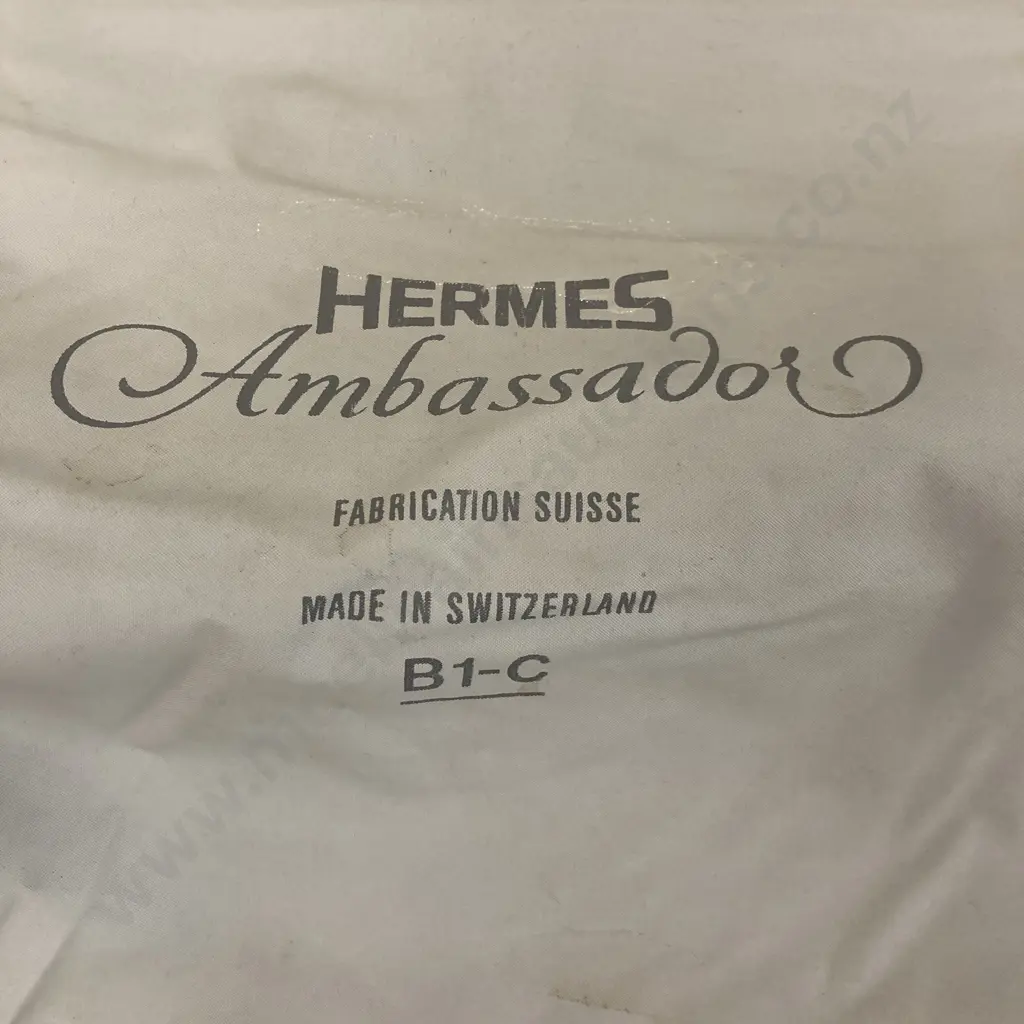 HERMES
Ambassador
FABRICATION SUISSE
MADE IN SWITZERLAND
B1-C